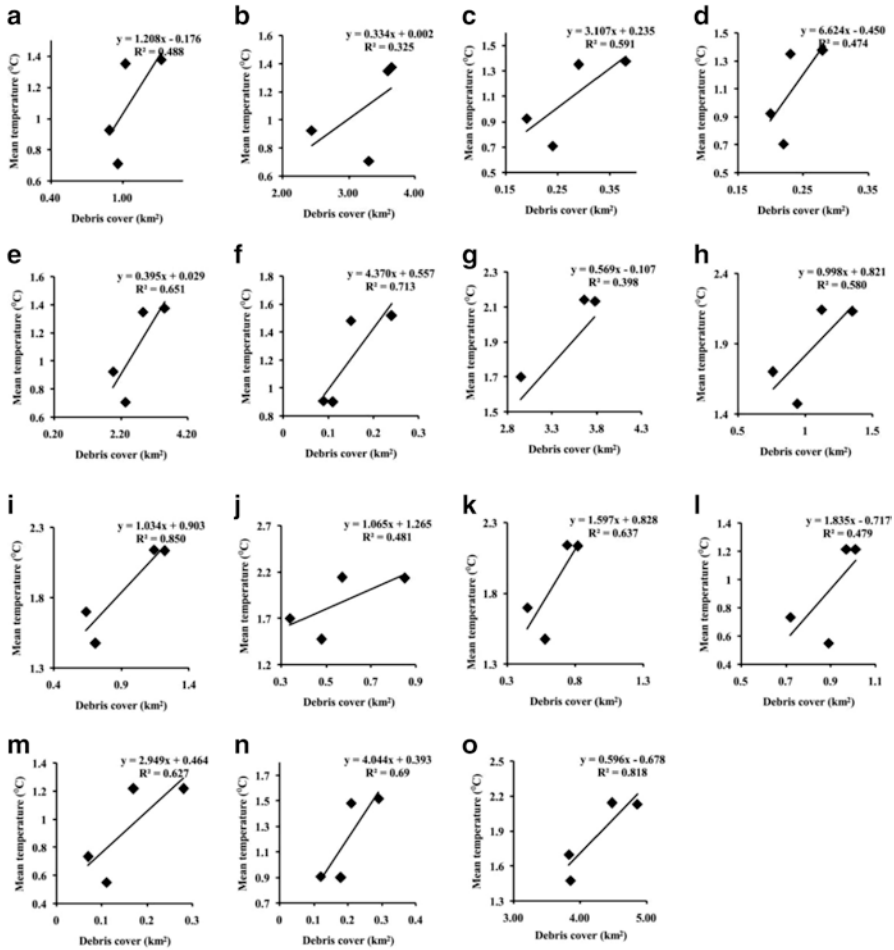 a
y = 1.208x - 0.176
R² = 0.488
Mean temperature (⁰C)
1.6
1.4
1.2
1
0.8
0.6
0.40 1.00
Debris cover (km²)
b
y = 0.334x + 0.002
R² = 0.325
Mean temperature (⁰C)
1.6
1.4
1.2
1
0.8
0.6
2.00 3.00 4.00
Debris cover (km²)
c
y = 3.107x + 0.235
R² = 0.591
Mean temperature (⁰C)
1.5
1.3
1.1
0.9
0.7
0.5
0.15 0.25 0.35
Debris cover (km²)
d
y = 6.624x - 0.450
R² = 0.474
Mean temperature (⁰C)
1.5
1.3
1.1
0.9
0.7
0.5
0.15 0.25 0.35
Debris cover (km²)
e
y = 0.395x + 0.029
R² = 0.651
Mean temperature (⁰C)
1.6
1.4
1.2
1
0.8
0.6
0.20 2.20 4.20
Debris cover (km²)
f
y = 4.370x + 0.557
R² = 0.713
Mean temperature (⁰C)
1.8
1.6
1.4
1.2
1
0.8
0 0.1 0.2 0.3
Debris cover (km²)
g
y = 0.569x - 0.107
R² = 0.398
Mean temperature (⁰C)
2.3
2.1
1.9
1.7
1.5
2.8 3.3 3.8 4.3
Debris cover (km²)
h
y = 0.998x + 0.821
R² = 0.580
Mean temperature (⁰C)
2.4
1.9
1.4
0.5 1 1.5
Debris cover (km²)
i
y = 1.034x + 0.903
R² = 0.850
Mean temperature (⁰C)
2.3
1.8
1.3
0.4 0.9 1.4
Debris cover (km²)
j
y = 1.065x + 1.265
R² = 0.481
Mean temperature (⁰C)
2.7
2.2
1.7
1.2
0.3 0.5 0.7 0.9
Debris cover (km²)
k
y = 1.597x + 0.828
R² = 0.637
Mean temperature (⁰C)
2.3
1.8
1.3
0.3 0.8 1.3
Debris cover (km²)
l
y = 1.835x - 0.717
R² = 0.479
Mean temperature (⁰C)
1.4
1.2
1
0.8
0.6
0.4
0.5 0.7 0.9 1.1
Debris cover (km²)
m
y = 2.949x + 0.464
R² = 0.627
Mean temperature (⁰C)
1.4
1.2
1
0.8
0.6
0.4
0 0.1 0.2 0.3
Debris cover (km²)
n
y = 4.044x + 0.393
R² = 0.69
Mean temperature (⁰C)
1.7
1.5
1.3
1.1
0.9
0.7
0 0.1 0.2 0.3 0.4
Debris cover (km²)
o
y = 0.596x - 0.678
R² = 0.818
Mean temperature (⁰C)
2.5
2.2
1.9
1.6
1.3
3.00 4.00 5.00
Debris cover (km²)